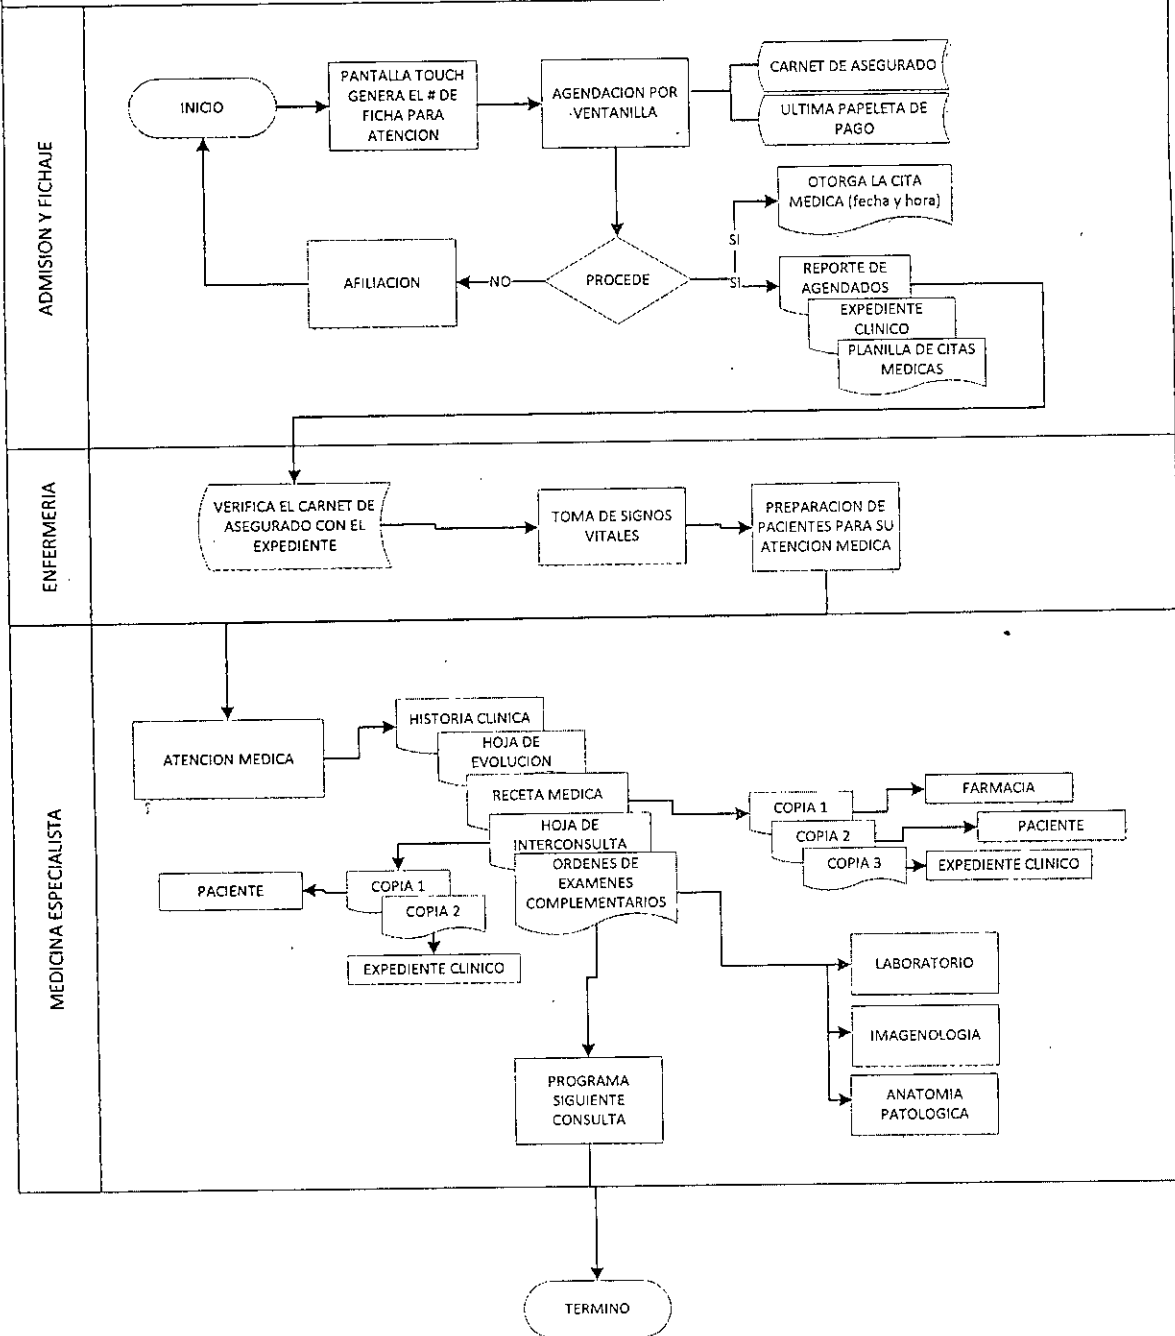 ADMISION Y FICHAJE
INICIO
PANTALLA TOUCH
GENERA EL # DE
FICHA PARA
ATENCION
AGENDACION POR
VENTANILLA
CARNET DE ASEGURADO
ULTIMA PAPELETA DE
PAGO
OTORGA LA CITA
MEDICA (fecha y hora)
SI
AFILIACION
NO
PROCEDE
SI
REPORTE DE
AGENDADOS
EXPEDIENTE
CLINICO
PLANILLA DE CITAS
MEDICAS
ENFERMERIA
VERIFICA EL CARNET DE
ASEGURADO CON EL
EXPEDIENTE
TOMA DE SIGNOS
VITALES
PREPARACION DE
PACIENTES PARA SU
ATENCION MEDICA
MEDICINA ESPECIALISTA
ATENCION MEDICA
HISTORIA CLINICA
HOJA DE
EVOLUCION
RECETA MEDICA
HOJA DE
INTERCONSULTA
ORDENES DE
EXAMENES
COMPLEMENTARIOS
COPIA 1
FARMACIA
COPIA 2
PACIENTE
COPIA 3
EXPEDIENTE CLINICO
PACIENTE
COPIA 1
COPIA 2
EXPEDIENTE CLINICO
LABORATORIO
IMAGENOLOGIA
ANATOMIA
PATOLOGICA
PROGRAMA
SIGUIENTE
CONSULTA
TERMINO